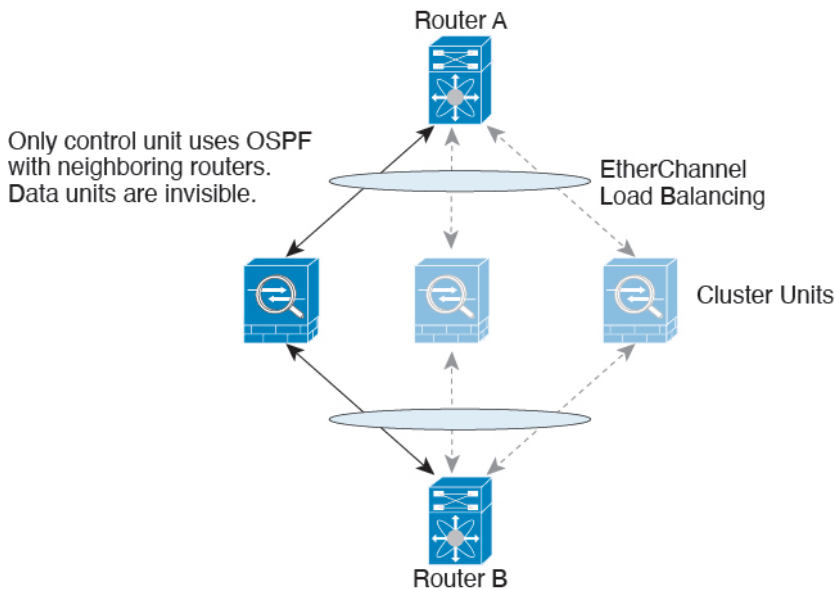 Router A
Only control unit uses OSPF
with neighboring routers.
Data units are invisible.
EtherChannel
Load Balancing
Cluster Units
Router B